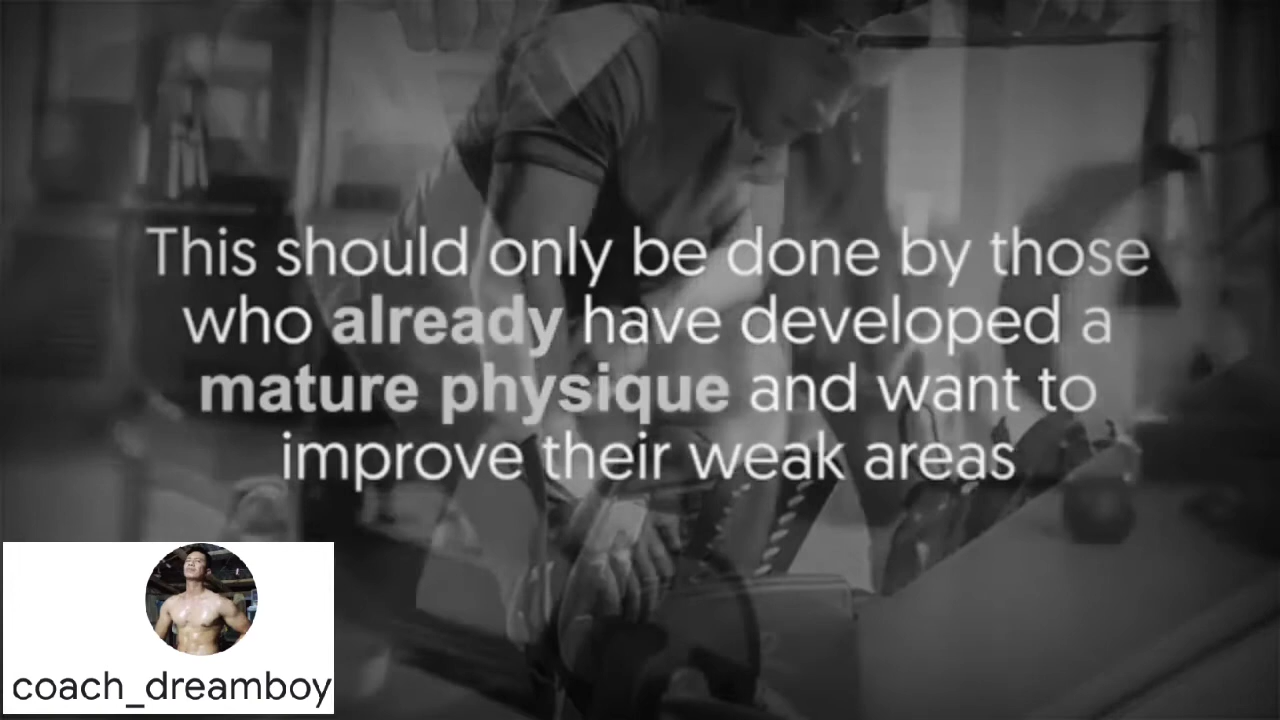 This should only be done by those
who already have developed a
mature physique and want to
improve their weak areas
coach_dreamboy